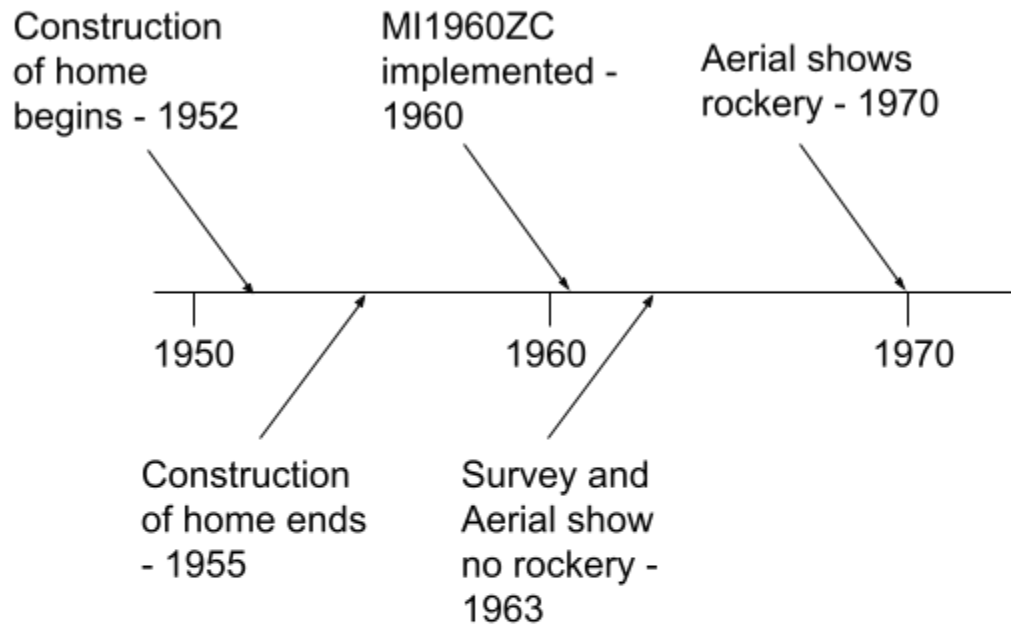 Construction
of home
begins - 1952
MI1960ZC
implemented -
1960
Aerial shows
rockery - 1970
1950
1960
1970
Construction
of home ends
- 1955
Survey and
Aerial show
no rockery -
1963